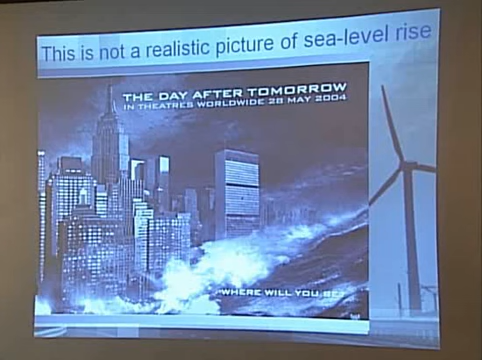 This is not a realistic picture of sea-level rise
THE DAY AFTER TOMORROW
IN THEATRES WORLDWIDE 28 MAY 2004
WHERE WILL YOU BE?